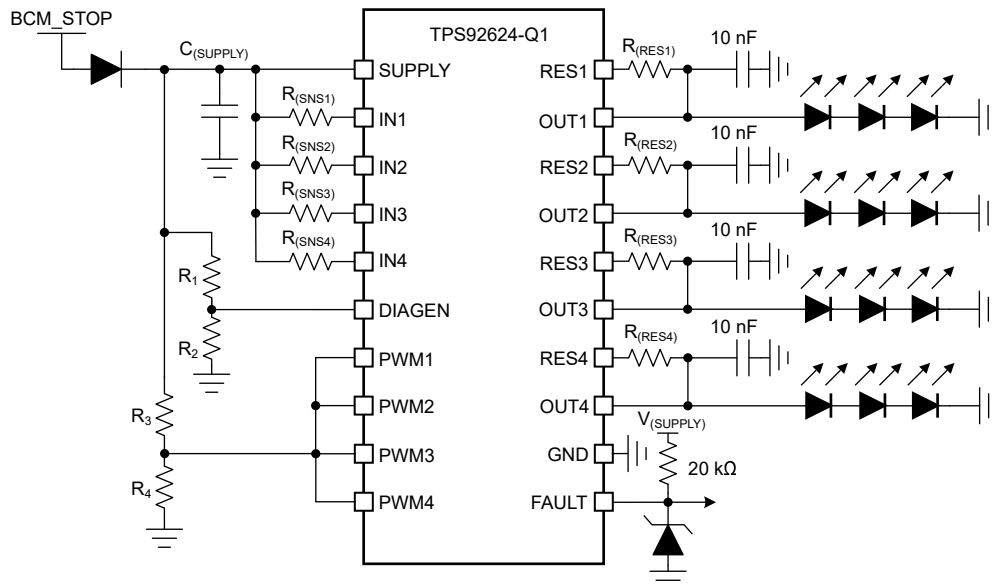 BCM_STOP
C(SUPPLY)
TPS92624-Q1
SUPPLY
R(SNS1)
IN1
R(SNS2)
IN2
R(SNS3)
IN3
R(SNS4)
IN4
R1
DIAGEN
R2
PWM1
PWM2
R3
PWM3
R4
PWM4
RES1
R(RES1)
10 nF
OUT1
RES2
R(RES2)
10 nF
OUT2
RES3
R(RES3)
10 nF
OUT3
RES4
R(RES4)
10 nF
OUT4
V(SUPPLY)
GND
20 kΩ
FAULT